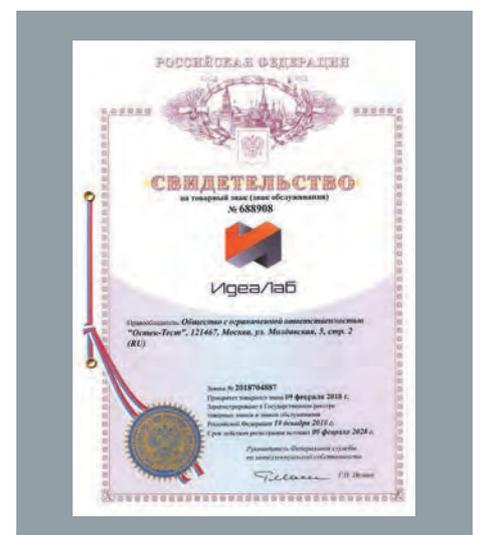 РОССИЙСКАЯ ФЕДЕРАЦИЯ
СВИДЕТЕЛЬСТВО
на товарный знак (знак обслуживания)
№ 688908
ИдеаЛаб
Правообладатель: Общество с ограниченной ответственностью
"Остек-Тест", 121467, Москва, ул. Молдавская, 5, стр. 2
(RU)
Заявка № 2018704887
Приоритет товарного знака 09 февраля 2018 г.
Зарегистрировано в Государственном реестре
товарных знаков и знаков обслуживания
Российской Федерации 19 декабря 2018 г.
Срок действия регистрации истекает 09 февраля 2028 г.
Руководитель Федеральной службы
по интеллектуальной собственности
Г.П. Ивлиев